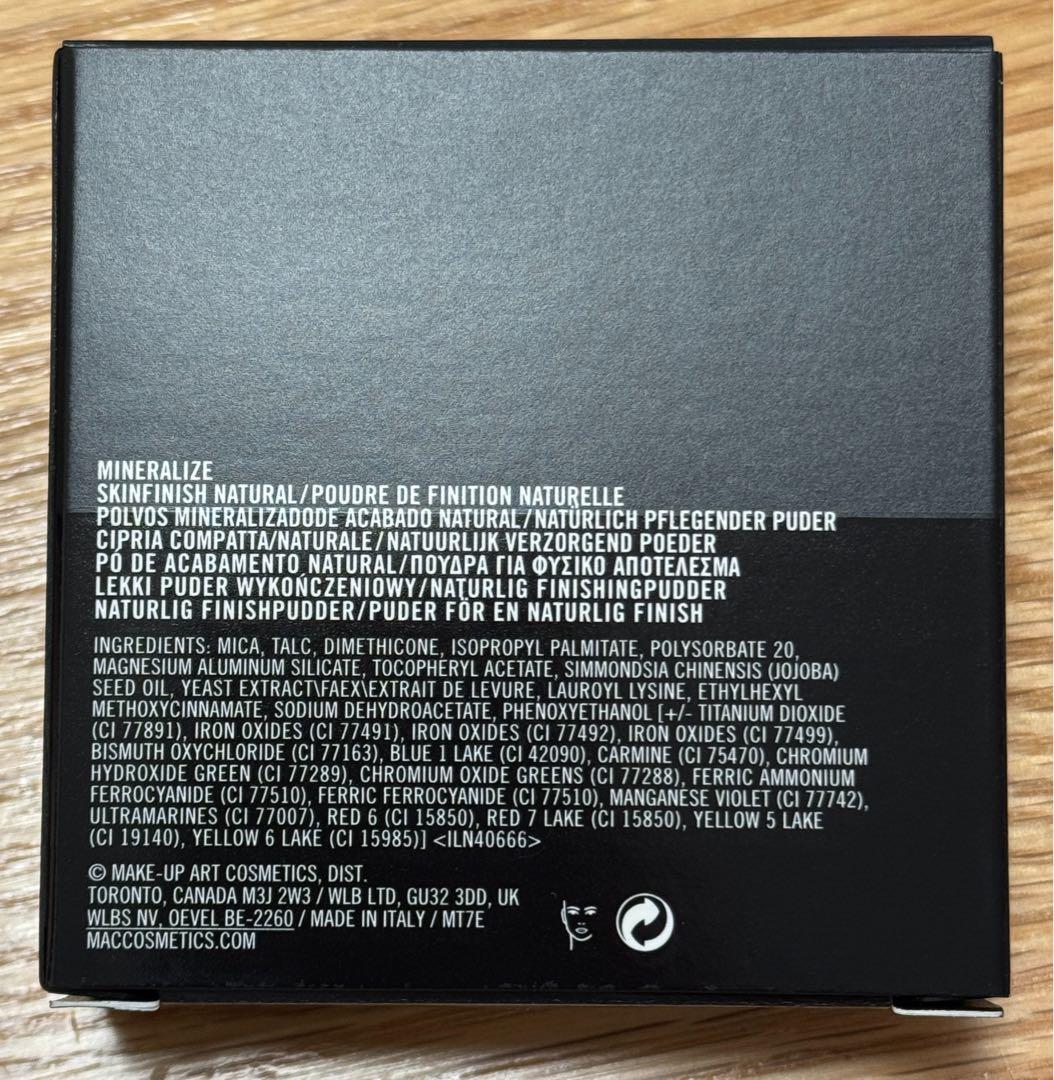 MINERALIZE
SKINFINISH NATURAL/POUDRE DE FINITION NATURELLE
POLVOS MINERALIZADODE ACABADO NATURAL/NATÜRLICH PFLEGENDER PUDER
CIPRIA COMPATTA/NATURALE/NATUURLIJK VERZORGEND POEDER
PÓ DE ACABAMENTO NATURAL/ΠΟΥΔΡΑ ΓΙΑ ΦΥΣΙΚΟ ΑΠΟΤΕΛΕΣΜΑ
LEKKI PUDER WYKOŃCZENIOWY/NATURLIG FINISHINGPUDDER
NATURLIG FINISHPUDDER/PUDER FÖR EN NATURLIG FINISH
INGREDIENTS: MICA, TALC, DIMETHICONE, ISOPROPYL PALMITATE, POLYSORBATE 20,
MAGNESIUM ALUMINUM SILICATE, TOCOPHERYL ACETATE, SIMMONDSIA CHINENSIS (JOJOBA)
SEED OIL, YEAST EXTRACT\FAEX\EXTRAIT DE LEVURE, LAUROYL LYSINE, ETHYLHEXYL
METHOXYCINNAMATE, SODIUM DEHYDROACETATE, PHENOXYETHANOL [+/- TITANIUM DIOXIDE
(CI 77891), IRON OXIDES (CI 77491), IRON OXIDES (CI 77492), IRON OXIDES (CI 77499),
BISMUTH OXYCHLORIDE (CI 77163), BLUE 1 LAKE (CI 42090), CARMINE (CI 75470), CHROMIUM
HYDROXIDE GREEN (CI 77289), CHROMIUM OXIDE GREENS (CI 77288), FERRIC AMMONIUM
FERROCYANIDE (CI 77510), FERRIC FERROCYANIDE (CI 77510), MANGANESE VIOLET (CI 77742),
ULTRAMARINES (CI 77007), RED 6 (CI 15850), RED 7 LAKE (CI 15850), YELLOW 5 LAKE
(CI 19140), YELLOW 6 LAKE (CI 15985)] <ILN40666>
© MAKE-UP ART COSMETICS, DIST.
TORONTO, CANADA M3J 2W3 / WLB LTD, GU32 3DD, UK
WLBS NV, OEVEL BE-2260 / MADE IN ITALY / MT7E
MACCOSMETICS.COM